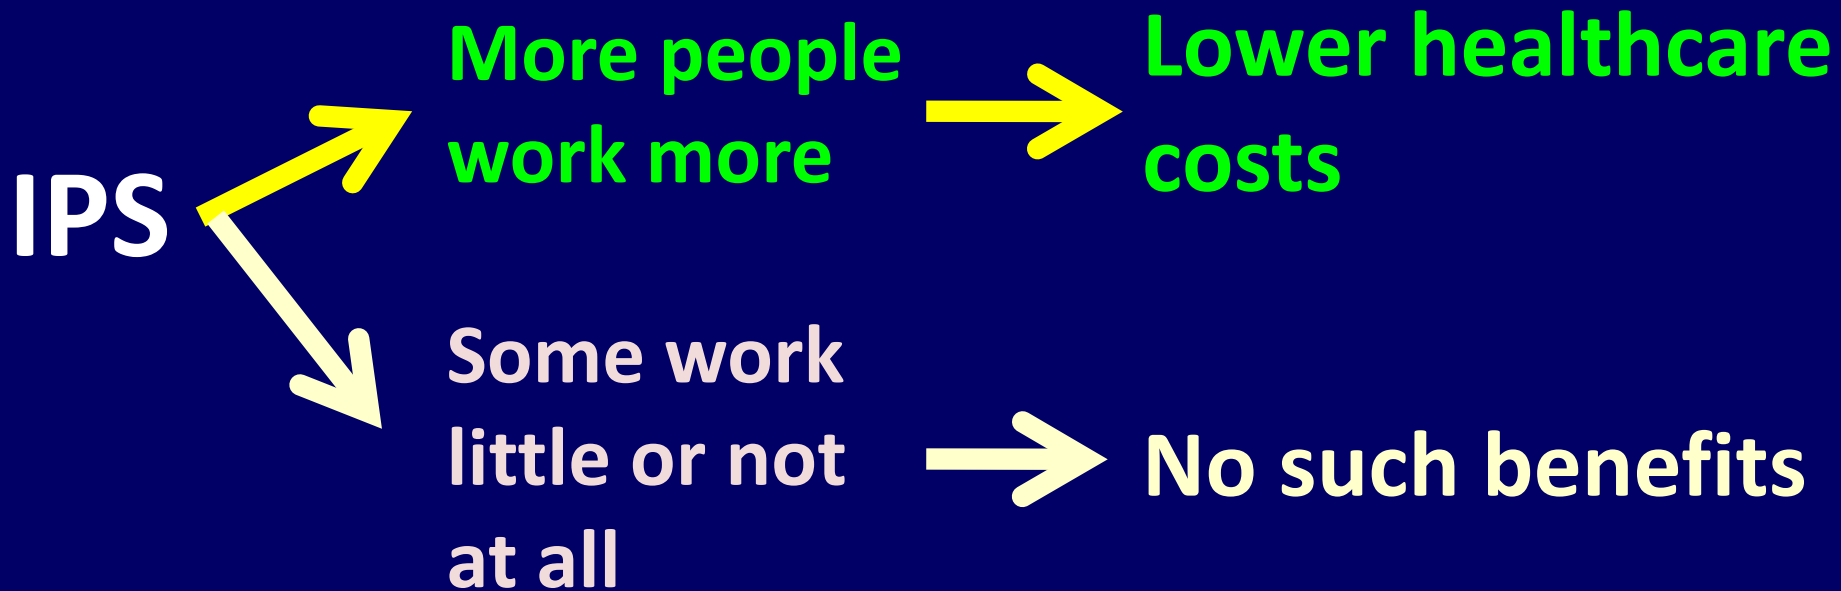 IPS
More people
work more
Lower healthcare
costs
Some work
little or not
at all
No such benefits